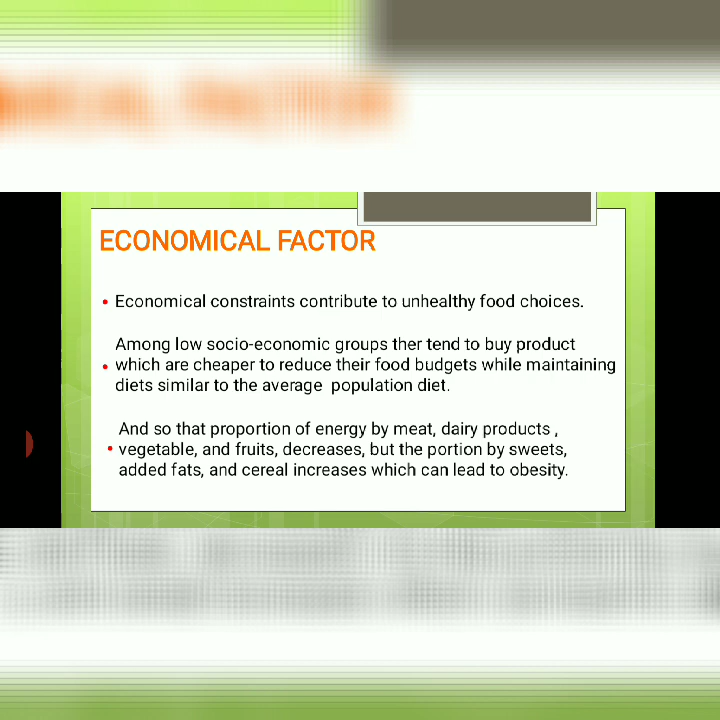 ECONOMICAL FACTOR
• Economical constraints contribute to unhealthy food choices.
Among low socio-economic groups ther tend to buy product
• which are cheaper to reduce their food budgets while maintaining
diets similar to the average population diet.
And so that proportion of energy by meat, dairy products ,
• vegetable, and fruits, decreases, but the portion by sweets,
added fats, and cereal increases which can lead to obesity.